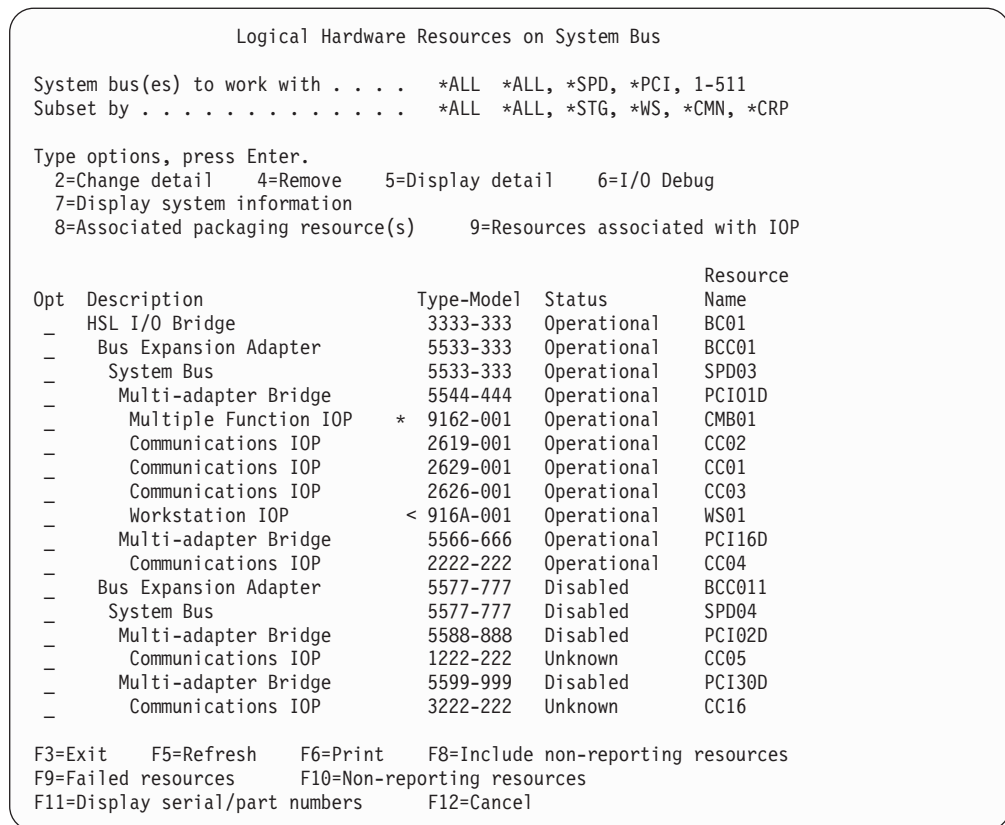 Logical Hardware Resources on System Bus
System bus(es) to work with . . . . *ALL *ALL, *SPD, *PCI, 1-511
Subset by . . . . . . . . . . . . . *ALL *ALL, *STG, *WS, *CMN, *CRP
Type options, press Enter.
2=Change detail 4=Remove 5=Display detail 6=I/O Debug
7=Display system information
8=Associated packaging resource(s) 9=Resources associated with IOP
Resource
Opt Description Type-Model Status Name
_ HSL I/O Bridge 3333-333 Operational BC01
_ Bus Expansion Adapter 5533-333 Operational BCC01
_ System Bus 5533-333 Operational SPD03
_ Multi-adapter Bridge 5544-444 Operational PCIO1D
_ Multiple Function IOP * 9162-001 Operational CMB01
_ Communications IOP 2619-001 Operational CC02
_ Communications IOP 2629-001 Operational CC01
_ Communications IOP 2626-001 Operational CC03
_ Workstation IOP < 916A-001 Operational WS01
_ Multi-adapter Bridge 5566-666 Operational PCI16D
_ Communications IOP 2222-222 Operational CC04
_ Bus Expansion Adapter 5577-777 Disabled BCC011
_ System Bus 5577-777 Disabled SPD04
_ Multi-adapter Bridge 5588-888 Disabled PCI02D
_ Communications IOP 1222-222 Unknown CC05
_ Multi-adapter Bridge 5599-999 Disabled PCI30D
_ Communications IOP 3222-222 Unknown CC16
F3=Exit F5=Refresh F6=Print F8=Include non-reporting resources
F9=Failed resources F10=Non-reporting resources
F11=Display serial/part numbers F12=Cancel